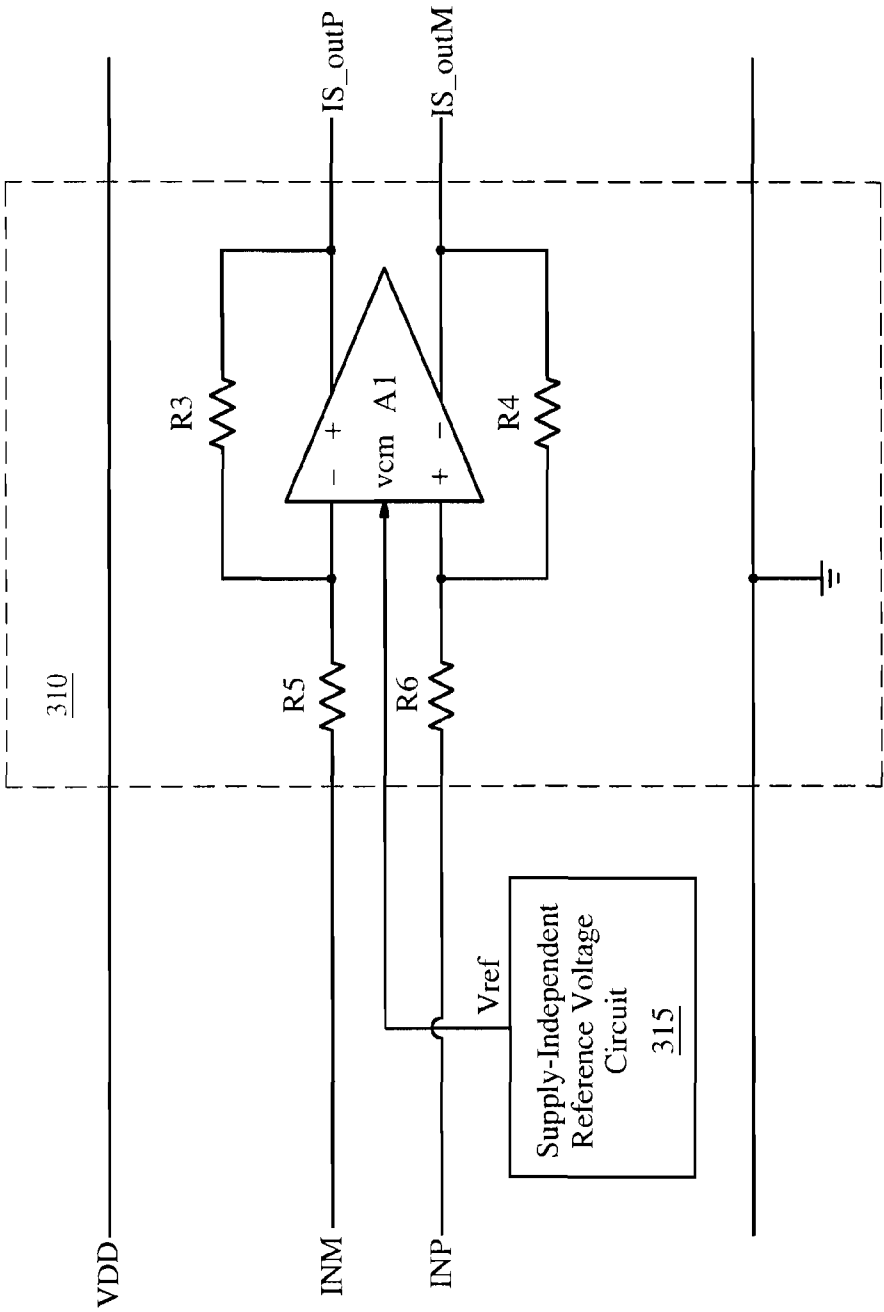 VDD
310
R3
R5
INM
IS_outP
− +
vcm A1
+ −
R6
INP
IS_outM
R4
Vref
Supply-Independent
Reference Voltage
Circuit
315